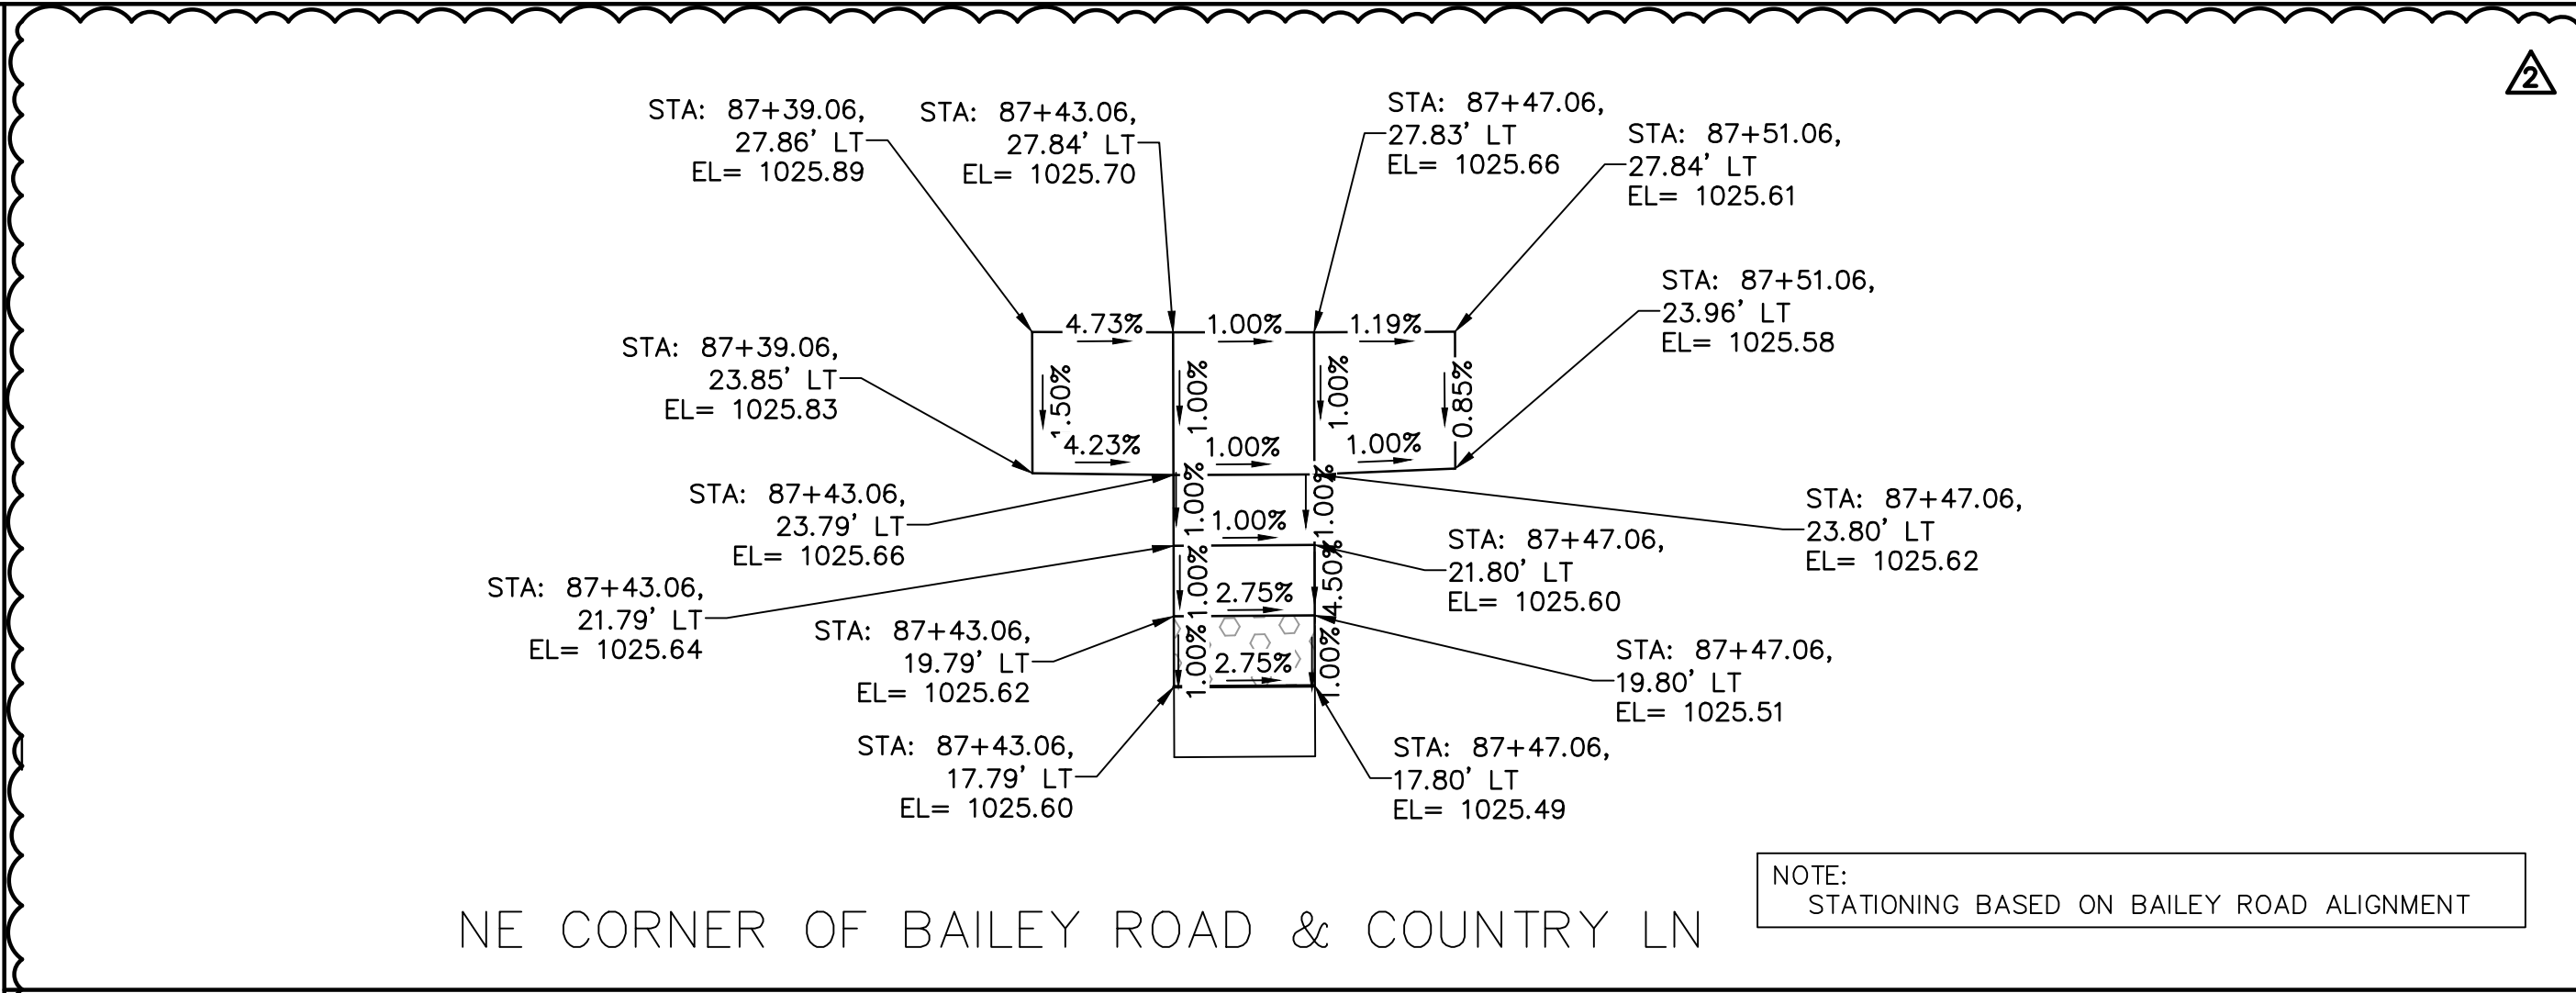 2
STA: 87+39.06,
27.86' LT
EL= 1025.89
STA: 87+43.06,
27.84' LT
EL= 1025.70
STA: 87+47.06,
27.83' LT
EL= 1025.66
STA: 87+51.06,
27.84' LT
EL= 1025.61
STA: 87+51.06,
23.96' LT
EL= 1025.58
4.73%
1.00%
1.19%
STA: 87+39.06,
23.85' LT
EL= 1025.83
1.50%
1.00%
1.00%
0.85%
4.23%
1.00%
1.00%
STA: 87+43.06,
23.79' LT
EL= 1025.66
1.00%
1.00%
1.00%
STA: 87+47.06,
23.80' LT
EL= 1025.62
STA: 87+43.06,
21.79' LT
EL= 1025.64
1.00%
2.75%
4.50%
STA: 87+47.06,
21.80' LT
EL= 1025.60
STA: 87+43.06,
19.79' LT
EL= 1025.62
1.00%
2.75%
1.00%
STA: 87+47.06,
19.80' LT
EL= 1025.51
STA: 87+43.06,
17.79' LT
EL= 1025.60
STA: 87+47.06,
17.80' LT
EL= 1025.49
NE CORNER OF BAILEY ROAD & COUNTRY LN
NOTE:
STATIONING BASED ON BAILEY ROAD ALIGNMENT